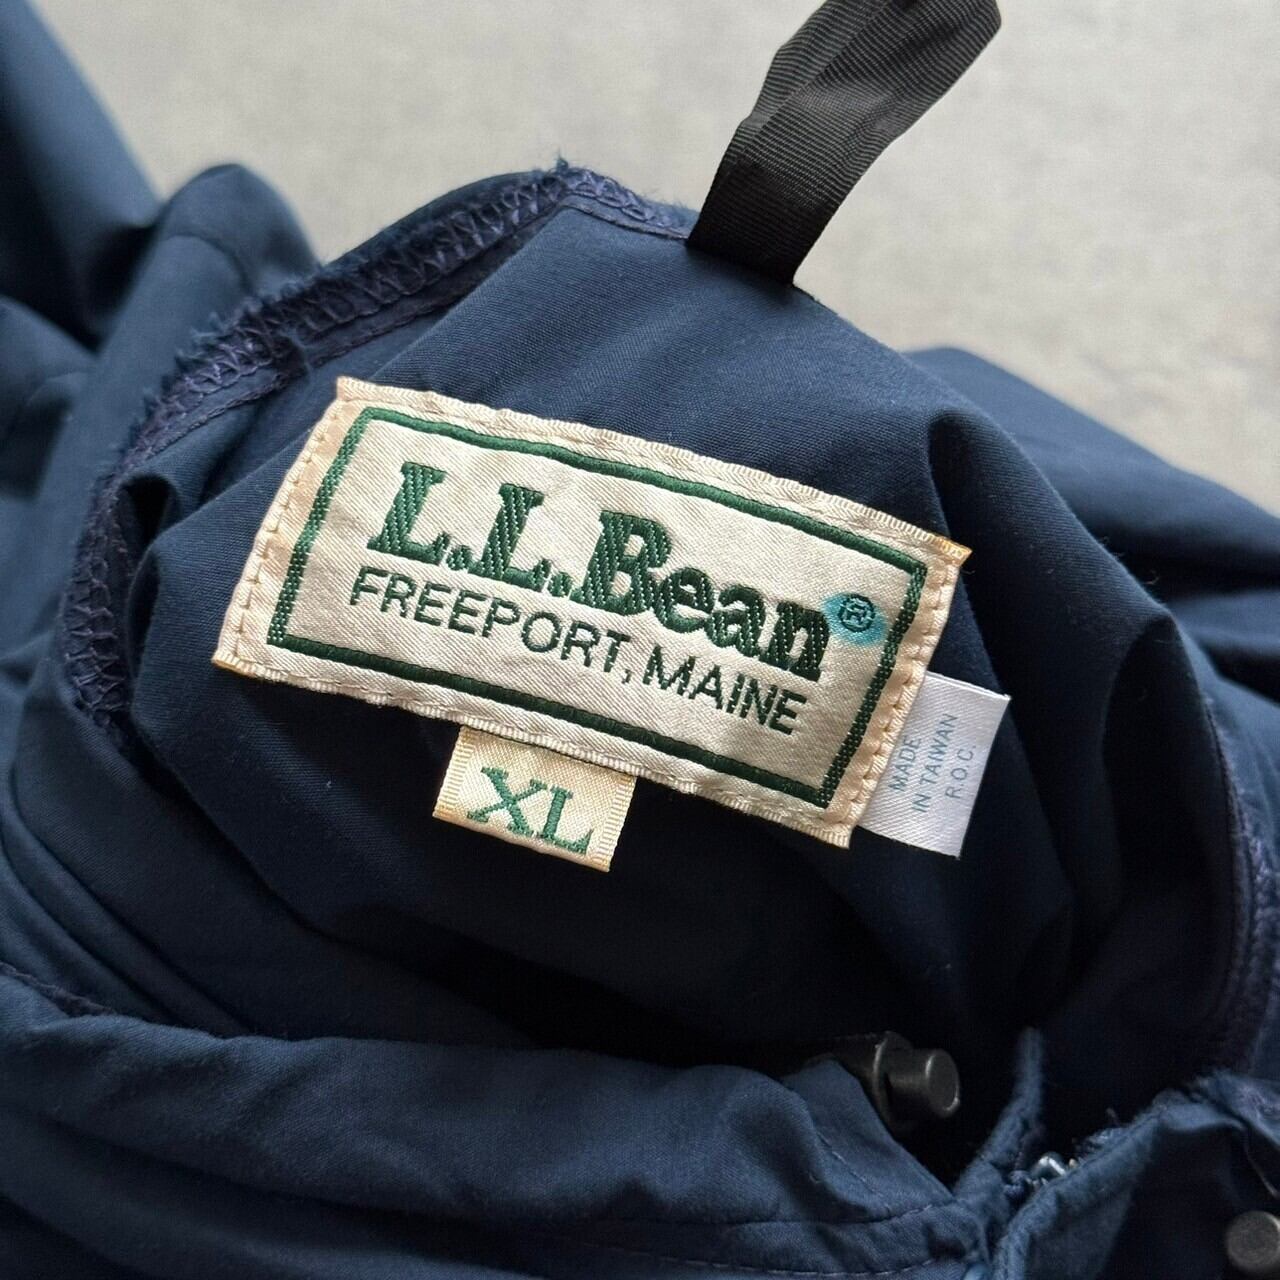 L.L.Bean®
FREEPORT, MAINE
XL
MADE
IN TAIWAN
R.O.C.